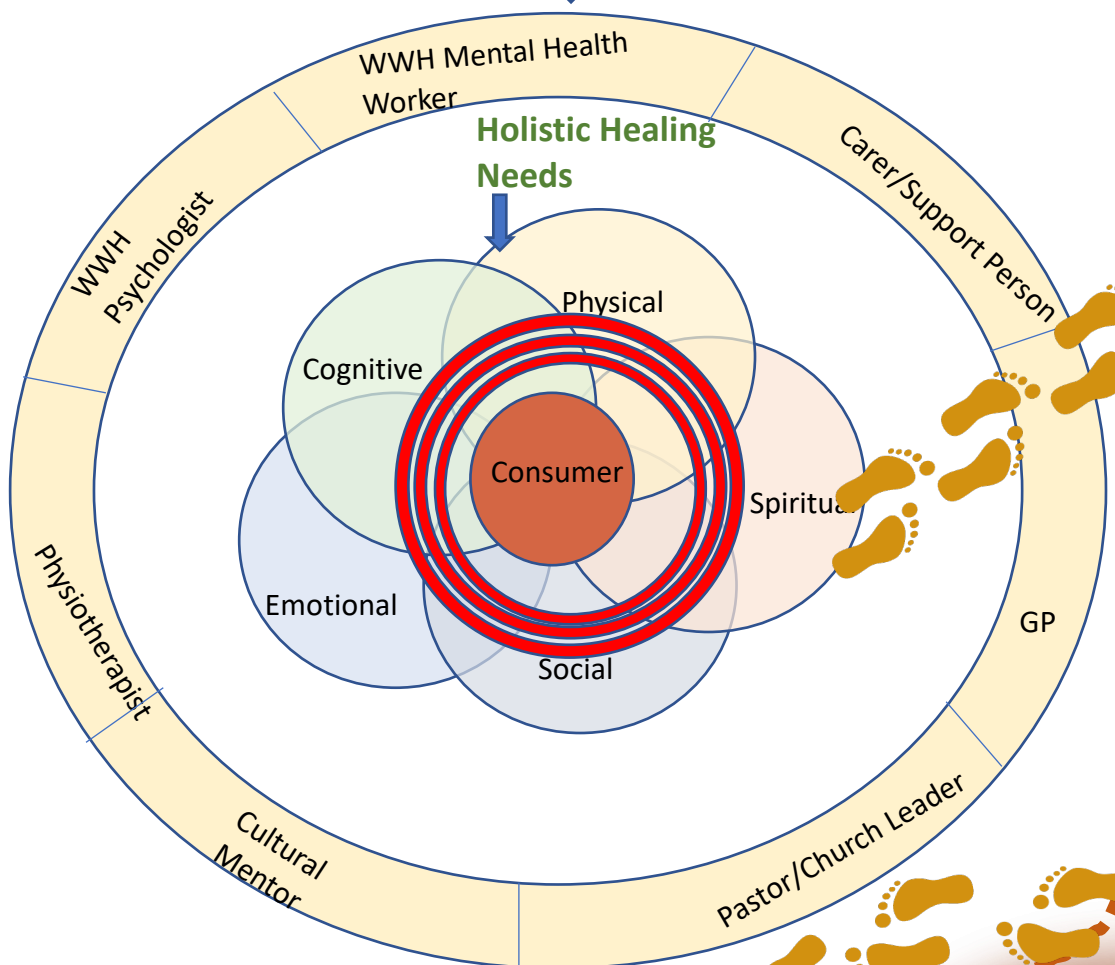 WWH Mental Health
Worker
Carer/Support Person
GP
Pastor/Church Leader
Cultural
Mentor
Physiotherapist
WWH
Psychologist
Holistic Healing
Needs
Physical
Cognitive
Consumer
Spiritual
Emotional
Social